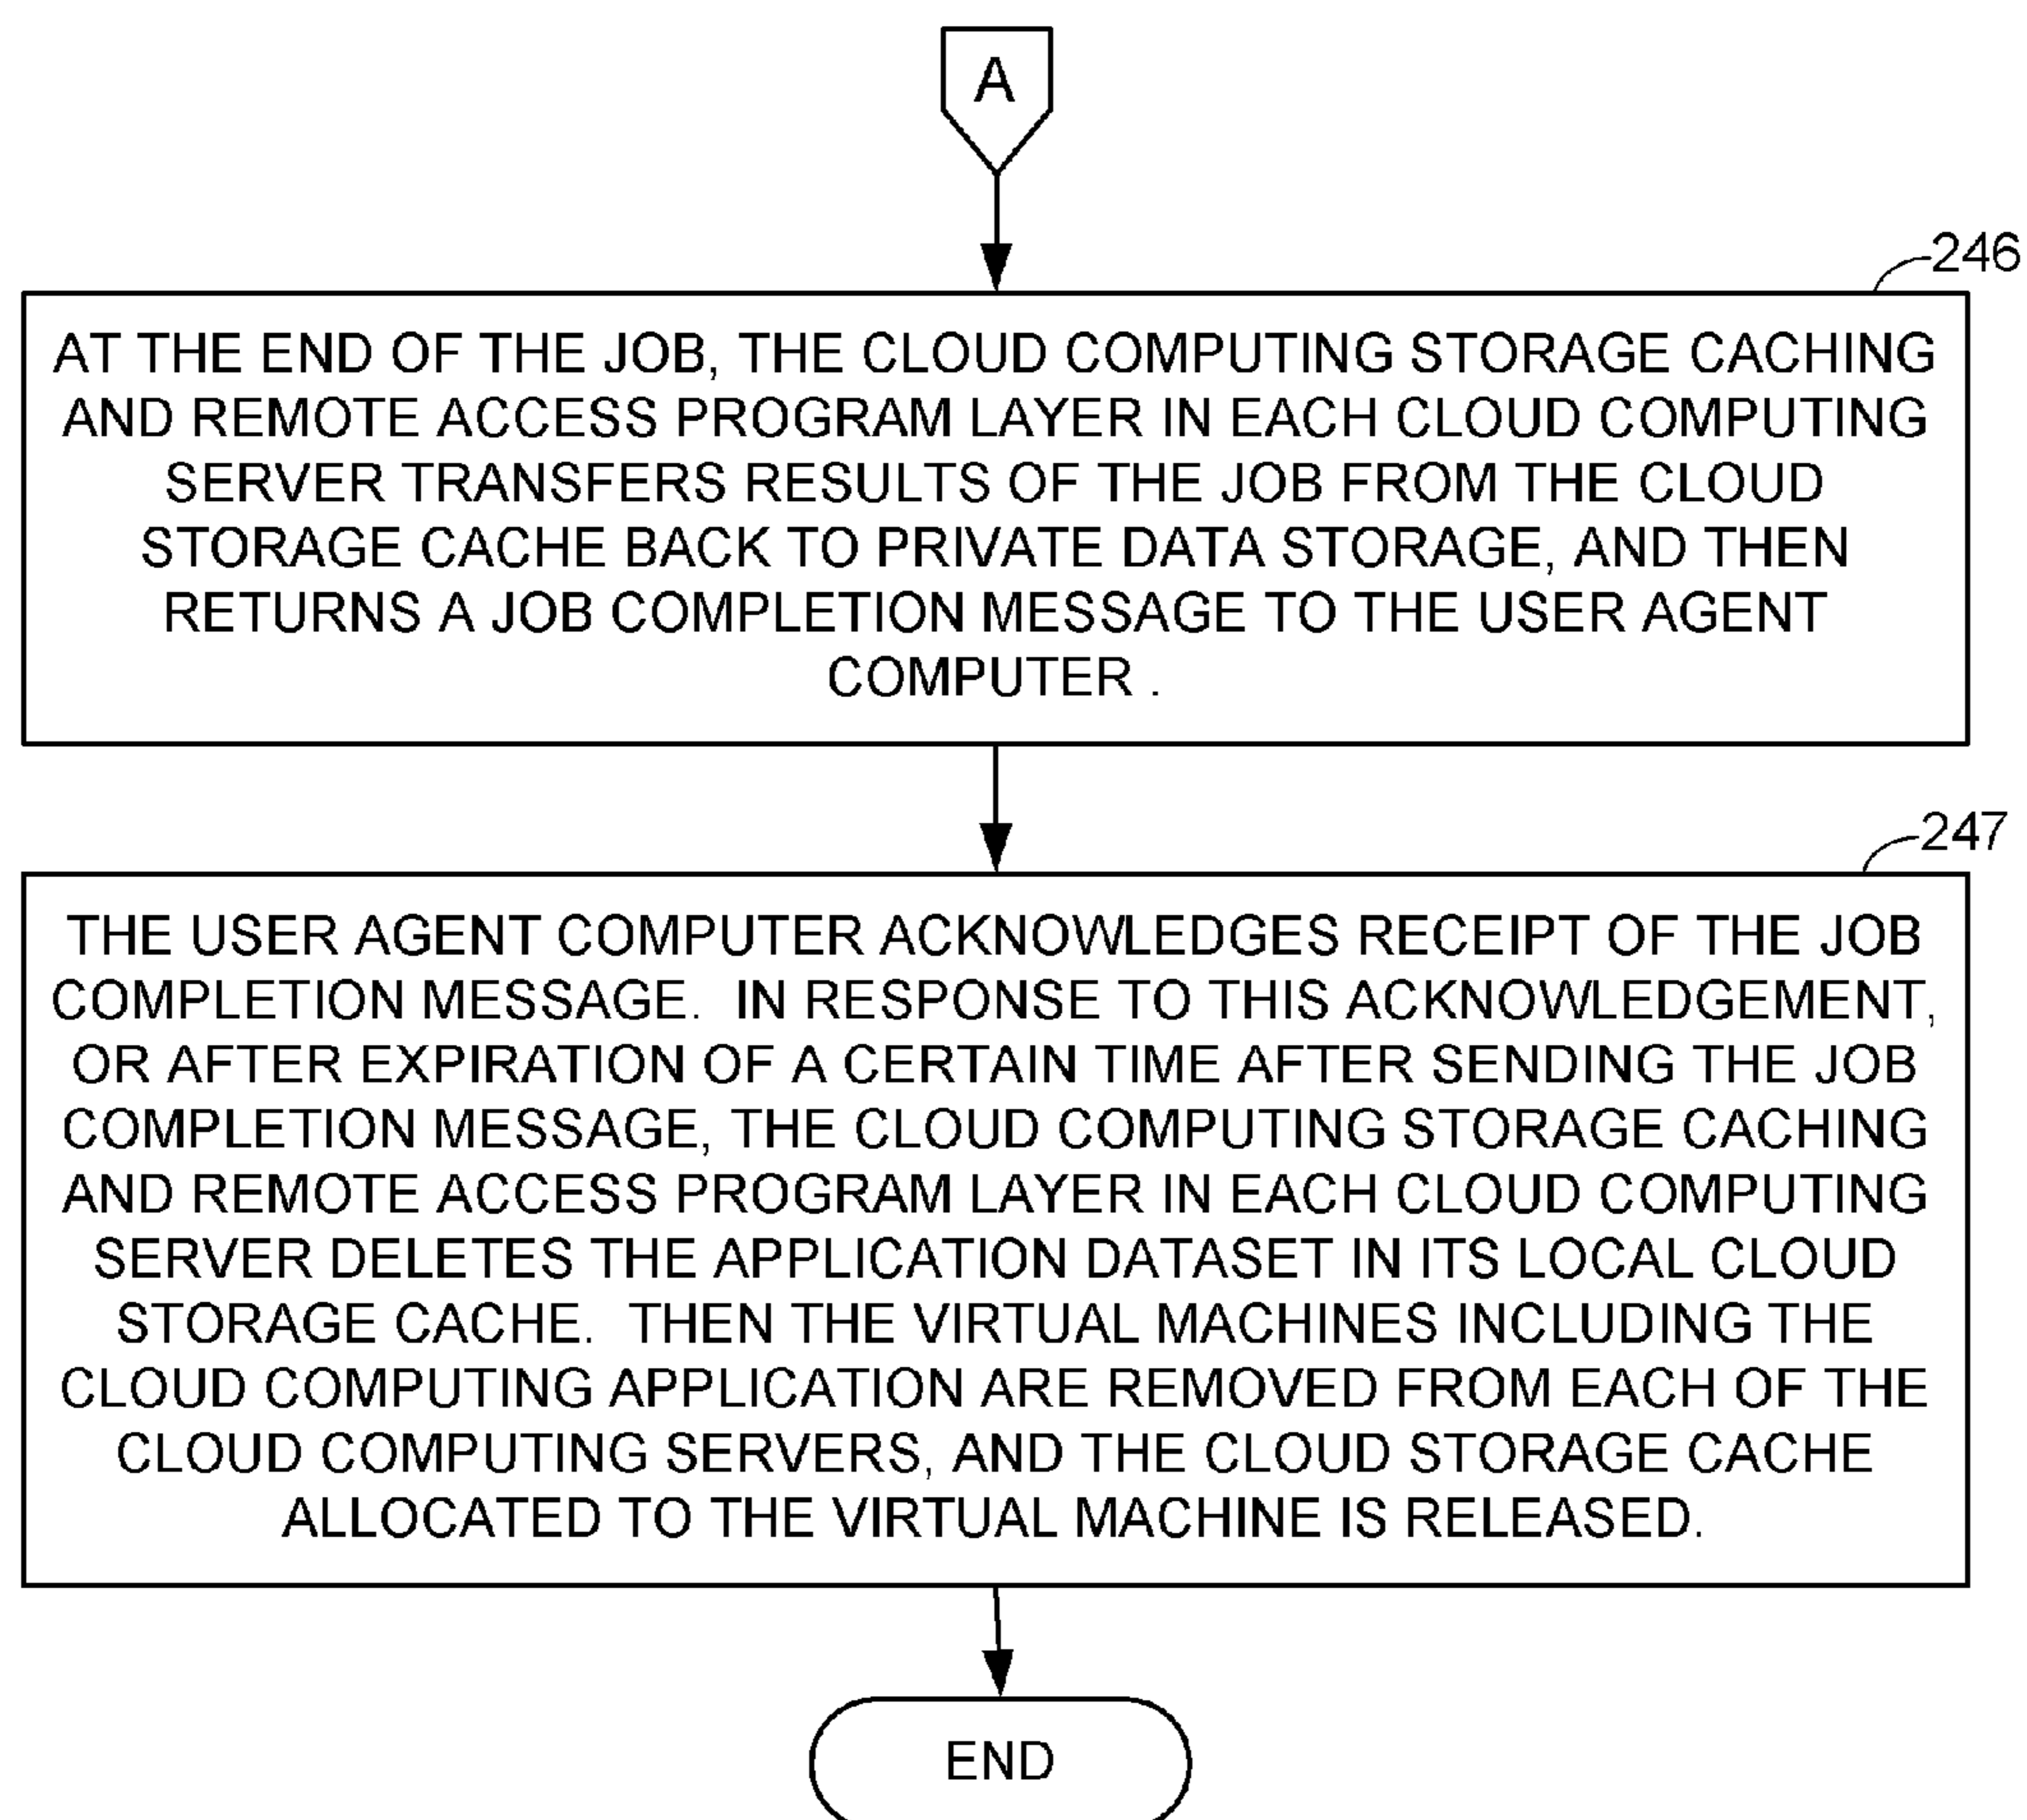 A
246
AT THE END OF THE JOB, THE CLOUD COMPUTING STORAGE CACHING
AND REMOTE ACCESS PROGRAM LAYER IN EACH CLOUD COMPUTING
SERVER TRANSFERS RESULTS OF THE JOB FROM THE CLOUD
STORAGE CACHE BACK TO PRIVATE DATA STORAGE, AND THEN
RETURNS A JOB COMPLETION MESSAGE TO THE USER AGENT
COMPUTER .
247
THE USER AGENT COMPUTER ACKNOWLEDGES RECEIPT OF THE JOB
COMPLETION MESSAGE. IN RESPONSE TO THIS ACKNOWLEDGEMENT,
OR AFTER EXPIRATION OF A CERTAIN TIME AFTER SENDING THE JOB
COMPLETION MESSAGE, THE CLOUD COMPUTING STORAGE CACHING
AND REMOTE ACCESS PROGRAM LAYER IN EACH CLOUD COMPUTING
SERVER DELETES THE APPLICATION DATASET IN ITS LOCAL CLOUD
STORAGE CACHE. THEN THE VIRTUAL MACHINES INCLUDING THE
CLOUD COMPUTING APPLICATION ARE REMOVED FROM EACH OF THE
CLOUD COMPUTING SERVERS, AND THE CLOUD STORAGE CACHE
ALLOCATED TO THE VIRTUAL MACHINE IS RELEASED.
END